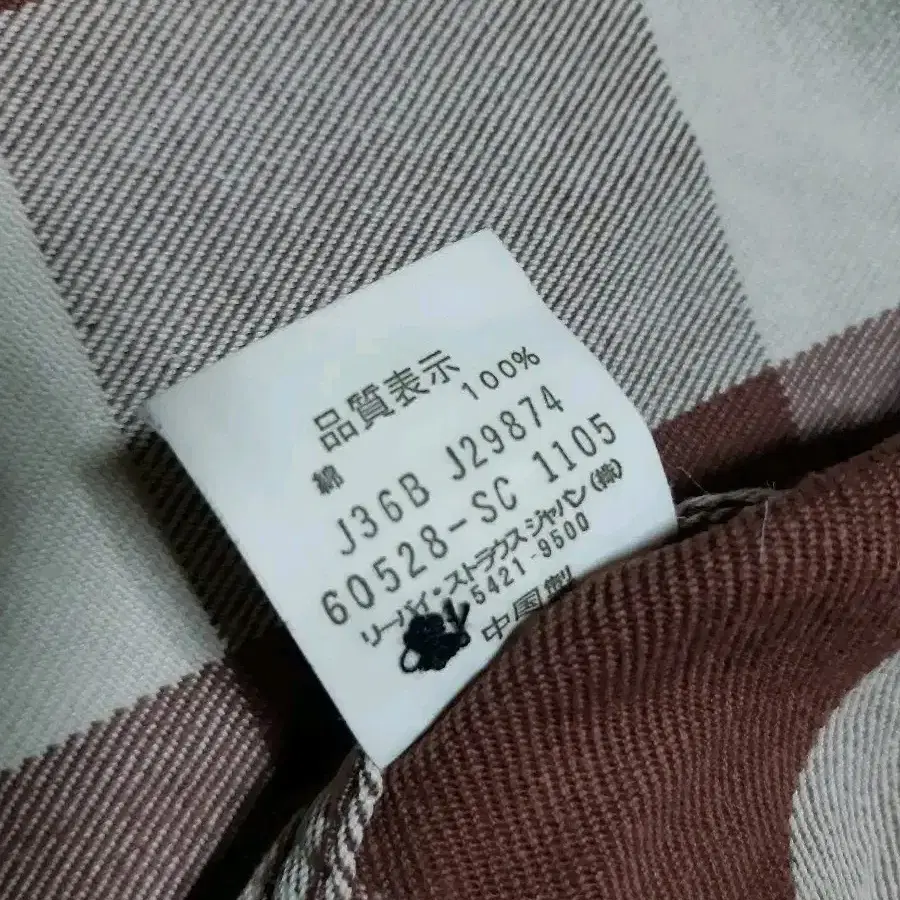 品質表示
綿 100%
J36B J29874
60528-SC 1105
リーバイ・ストラウスジャパン(株)
5421-9500
中国製